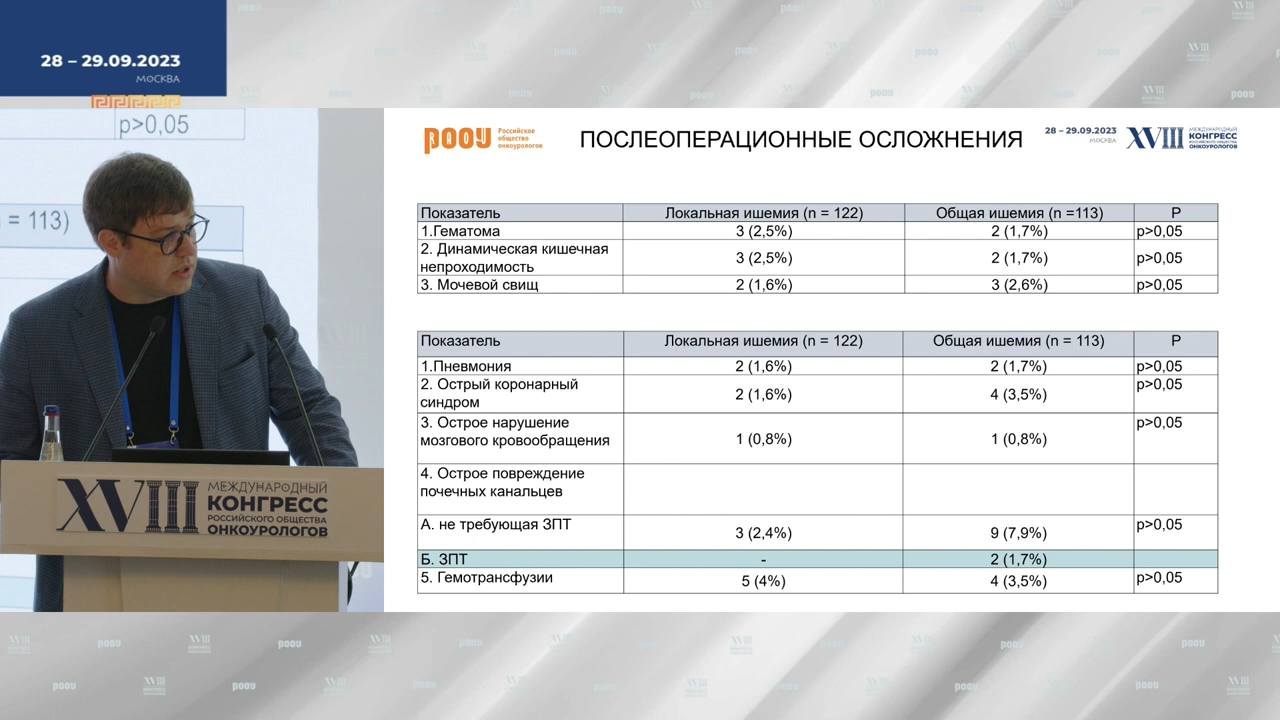 28 – 29.09.2023
МОСКВА
p>0,05
= 113)
XVIII МЕЖДУНАРОДНЫЙ
КОНГРЕСС
РОССИЙСКОГО ОБЩЕСТВА
ОНКОУРОЛОГОВ
РООУ Российское
общество
онкоурологов
ПОСЛЕОПЕРАЦИОННЫЕ ОСЛОЖНЕНИЯ
28 – 29.09.2023
МОСКВА
XVIII МЕЖДУНАРОДНЫЙ
КОНГРЕСС
РОССИЙСКОГО ОБЩЕСТВА
ОНКОУРОЛОГОВ
Показатель Локальная ишемия (n = 122) Общая ишемия (n =113) P
1.Гематома 3 (2,5%) 2 (1,7%) p>0,05
2. Динамическая кишечная
непроходимость 3 (2,5%) 2 (1,7%) p>0,05
3. Мочевой свищ 2 (1,6%) 3 (2,6%) p>0,05
Показатель Локальная ишемия (n = 122) Общая ишемия (n = 113) P
1.Пневмония 2 (1,6%) 2 (1,7%) p>0,05
2. Острый коронарный
синдром 2 (1,6%) 4 (3,5%) p>0,05
3. Острое нарушение
мозгового кровообращения 1 (0,8%) 1 (0,8%) p>0,05
4. Острое повреждение
почечных канальцев
А. не требующая ЗПТ 3 (2,4%) 9 (7,9%) p>0,05
Б. ЗПТ - 2 (1,7%)
5. Гемотрансфузии 5 (4%) 4 (3,5%) p>0,05